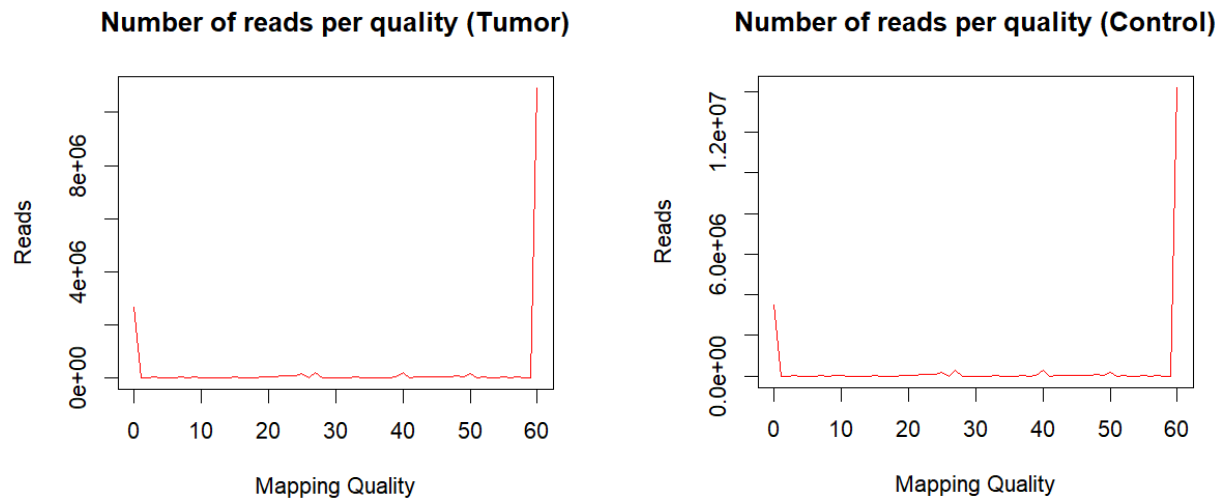 Number of reads per quality (Tumor)
Reads
0e+00
4e+06
8e+06
0 10 20 30 40 50 60
Mapping Quality
Number of reads per quality (Control)
Reads
0.0e+00
6.0e+06
1.2e+07
0 10 20 30 40 50 60
Mapping Quality